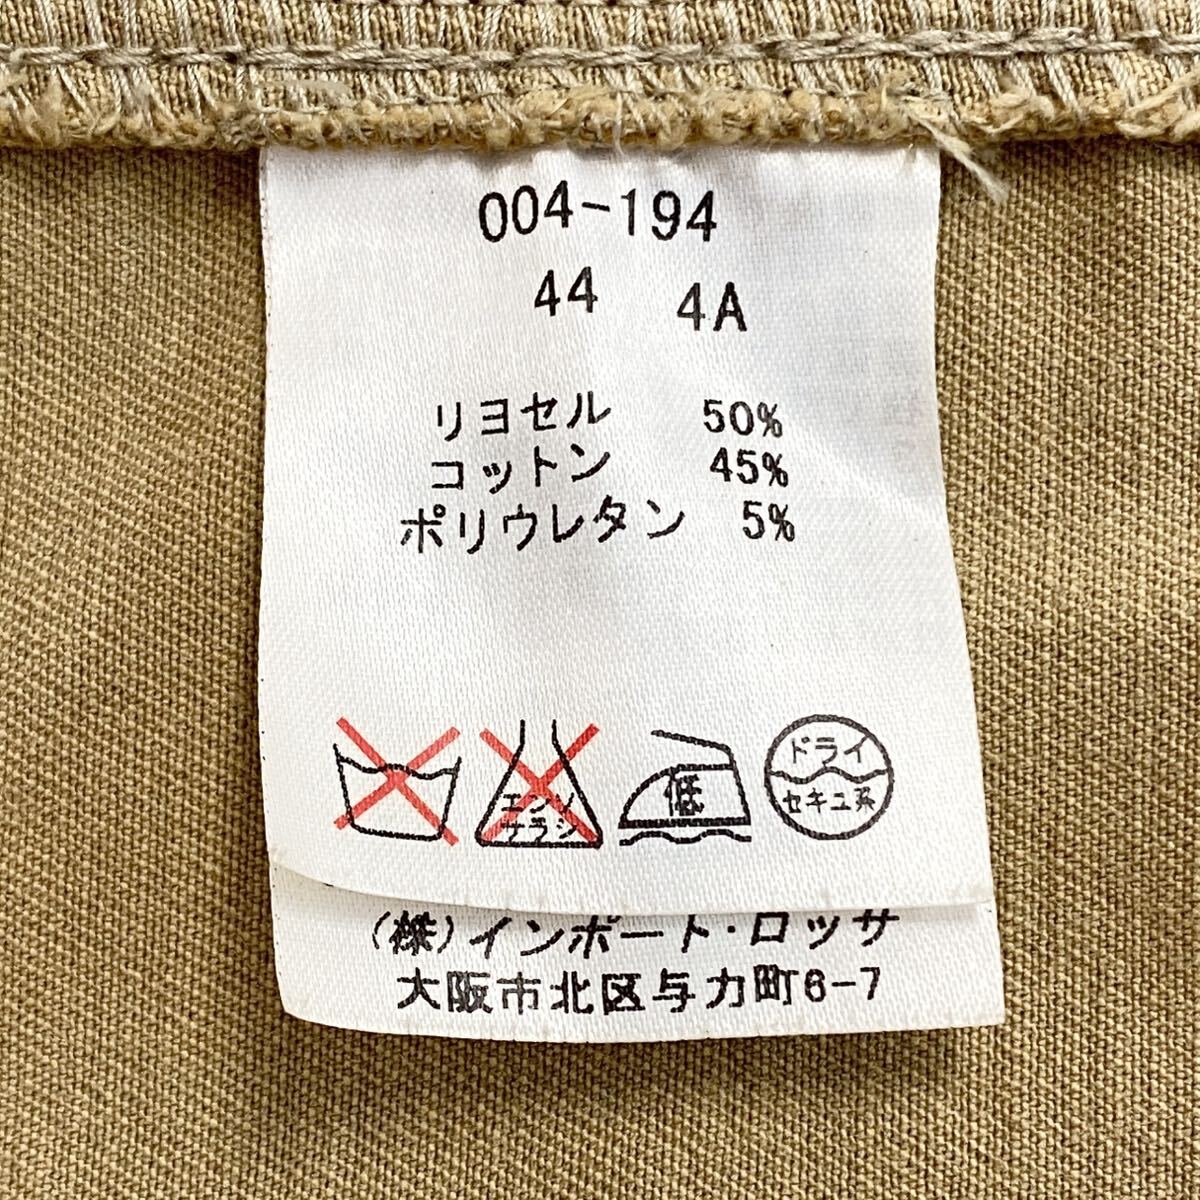 004-194
44 4A
リヨセル 50%
コットン 45%
ポリウレタン 5%
エンソ
サラシ
低
ドライ
セキユ系
(株)インポート・ロッサ
大阪市北区与力町6-7